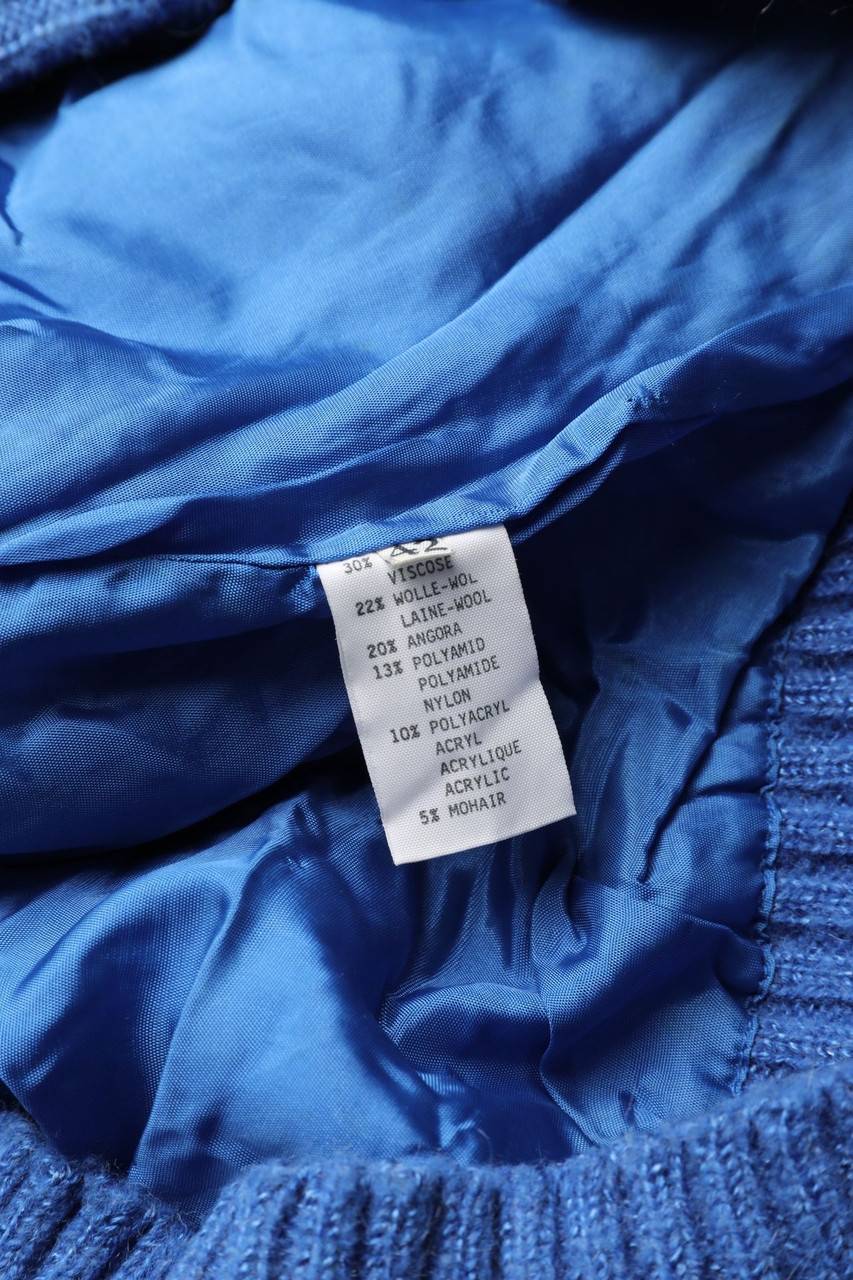 42
30% VISCOSE
22% WOLLE-WOL
LAINE-WOOL
20% ANGORA
13% POLYAMID
POLYAMIDE
NYLON
10% POLYACRYL
ACRYL
ACRYLIQUE
ACRYLIC
5% MOHAIR